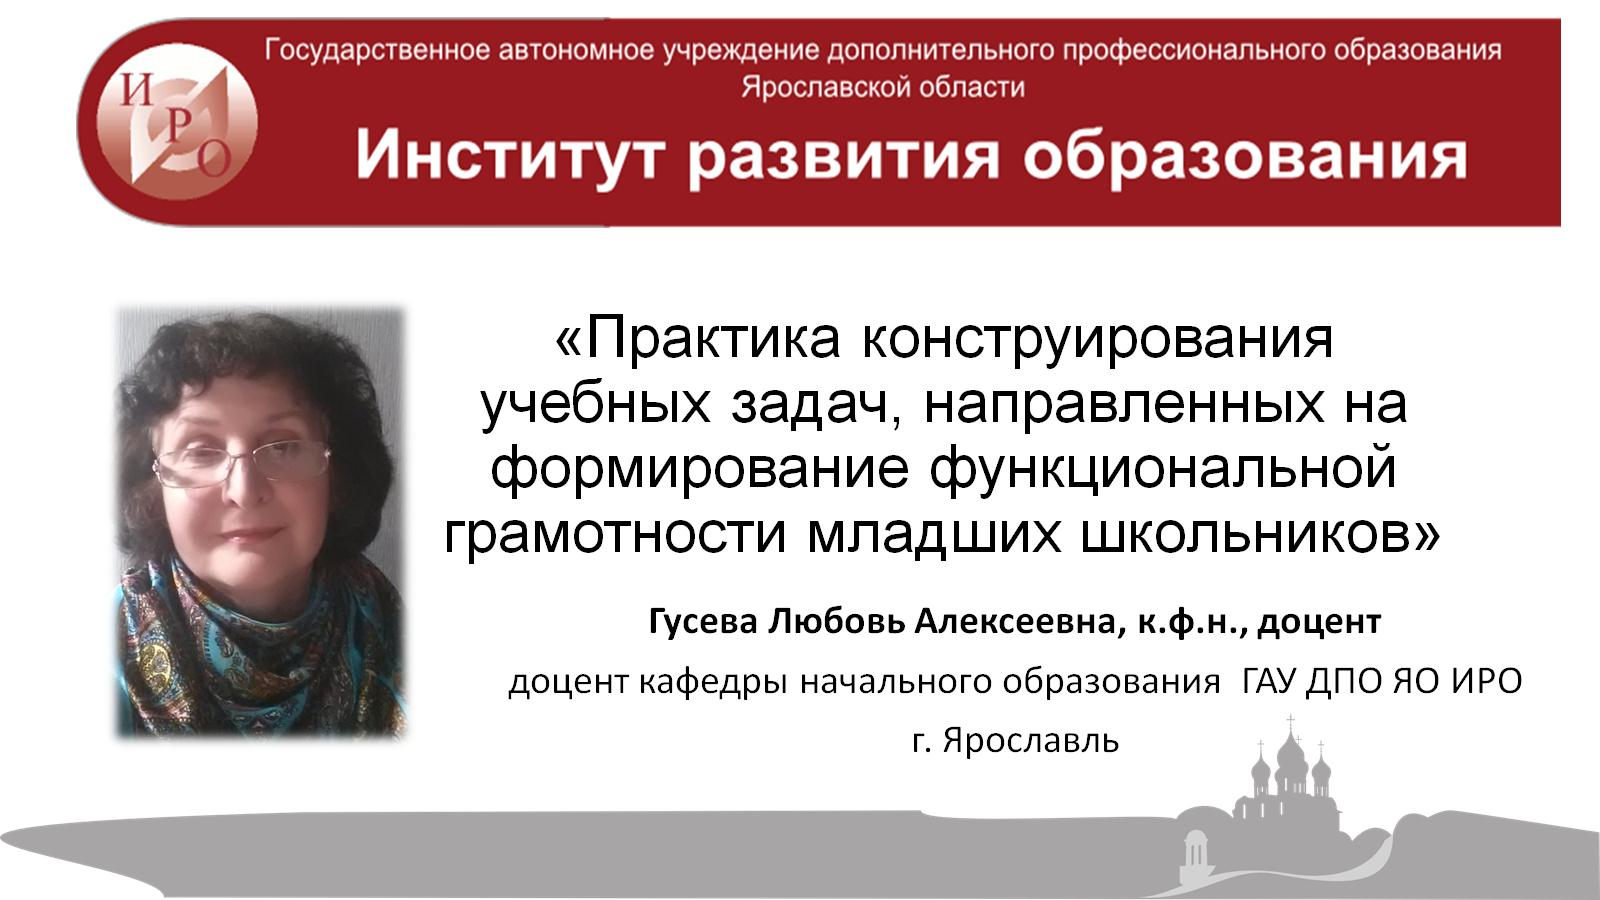 Государственное автономное учреждение дополнительного профессионального образования
Ярославской области
И
Р
О
Институт развития образования
«Практика конструирования
учебных задач, направленных на
формирование функциональной
грамотности младших школьников»
Гусева Любовь Алексеевна, к.ф.н., доцент
доцент кафедры начального образования ГАУ ДПО ЯО ИРО
г. Ярославль